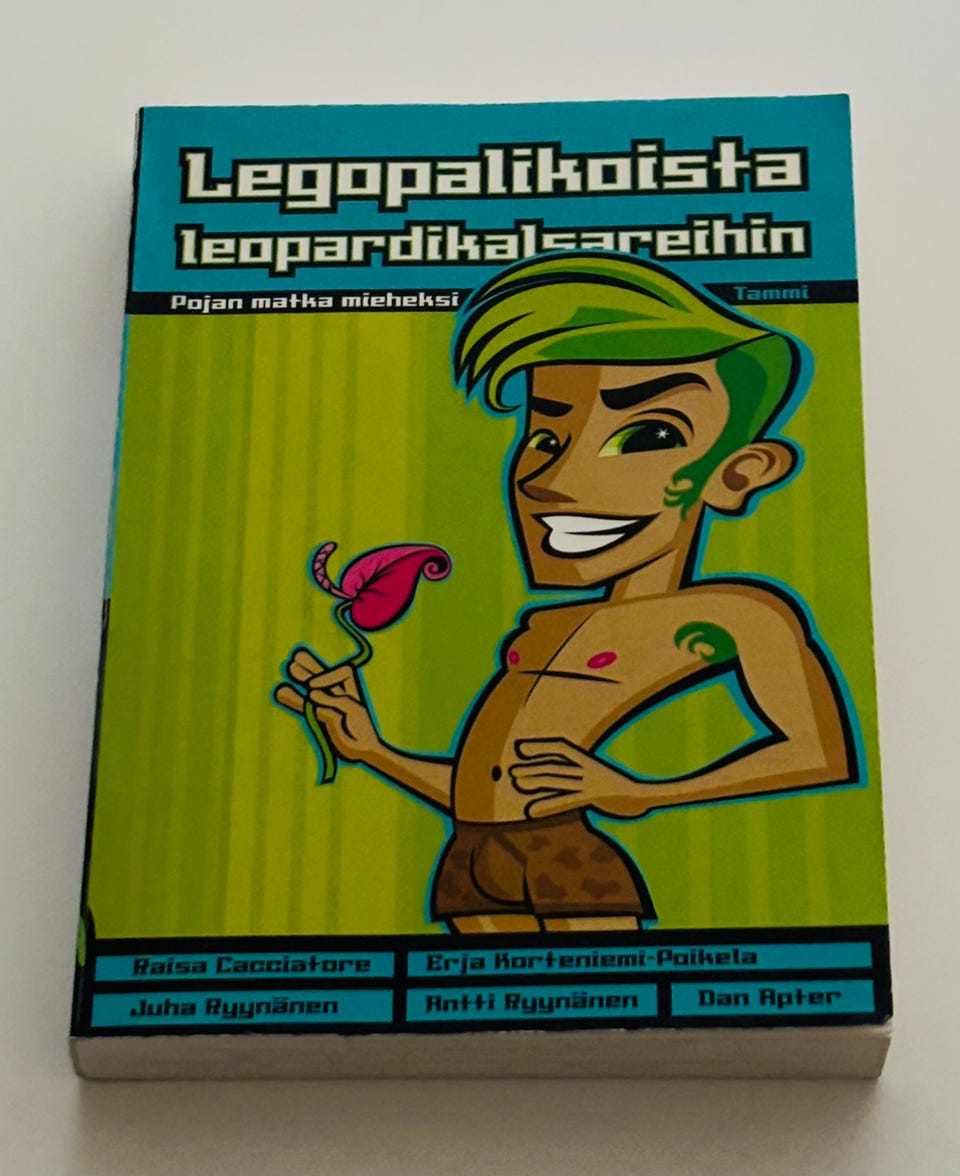 Legopalikoista
leopardikalsareihin
Pojan matka mieheksi
Tammi
Raisa Cacciatore
Erja Korteniemi-Poikela
Juha Ryynänen
Antti Ryynänen
Dan Apter